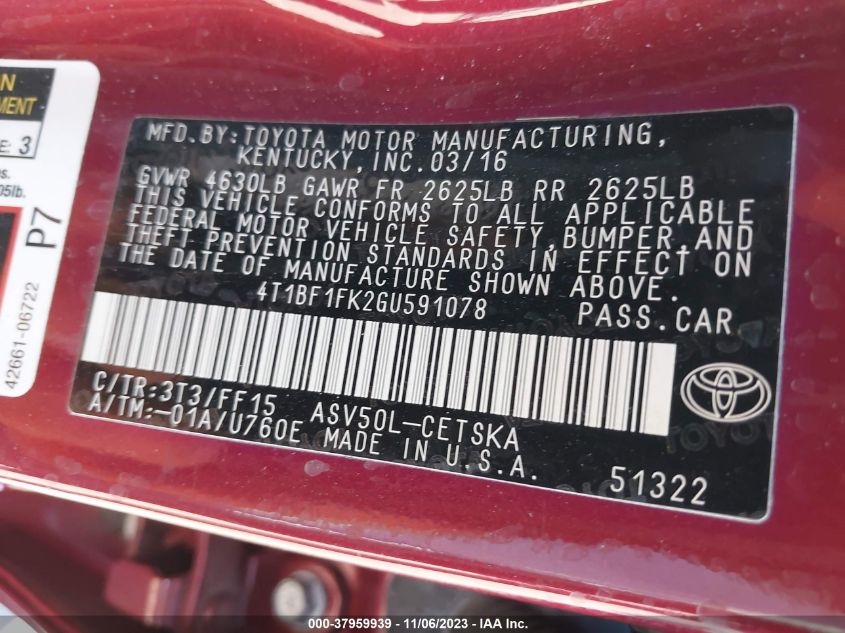 N
MENT
E: 3
s.
05lb.
P7
42661-06722
MFD.BY:TOYOTA MOTOR MANUFACTURING,
KENTUCKY,INC.03/16
GVWR 4630LB GAWR FR 2625LB RR 2625LB
THIS VEHICLE CONFORMS TO ALL APPLICABLE
FEDERAL MOTOR VEHICLE SAFETY,BUMPER,AND
THEFT PREVENTION STANDARDS IN EFFECT ON
THE DATE OF MANUFACTURE SHOWN ABOVE.
4T1BF1FK2GU591078 PASS.CAR
C/TR:3T3/FF15 ASV50L-CETSKA
A/TM:-01A/U760E MADE IN U.S.A.
51322
000-37959939 - 11/06/2023 - IAA Inc.